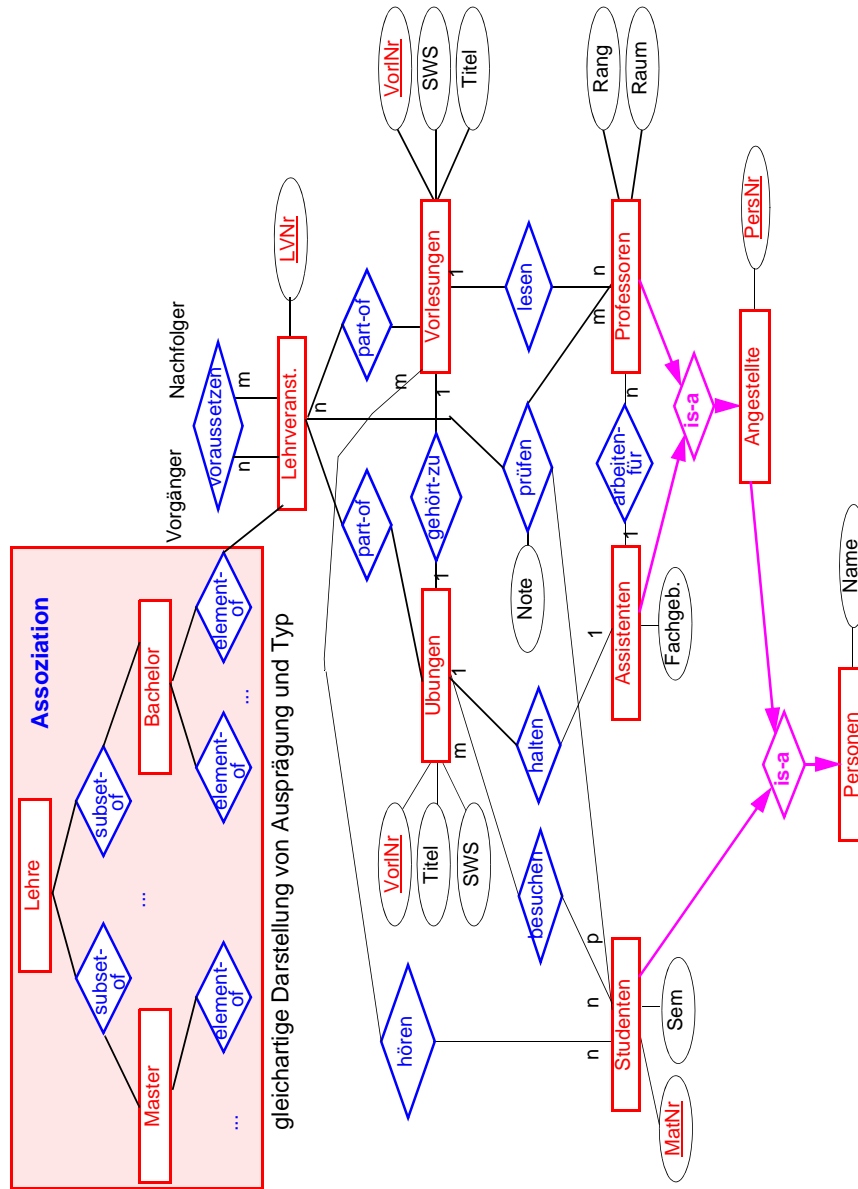 Lehre
Assoziation
subset-
of
subset-
of
...
Master
Bachelor
element-
of
element-
of
element-
of
...
...
gleichartige Darstellung von Ausprägung und Typ
Vorgänger
Nachfolger
voraussetzen
n
m
Lehrveranst.
LVNr
n
part-of
part-of
hören
VorlNr
Titel
SWS
m
Übungen
1
1
gehört-zu
1
m
Vorlesungen
1
VorlNr
SWS
Titel
besuchen
halten
Note
prüfen
lesen
n
n
p
1
m
n
Studenten
MatNr
Sem
Assistenten
Fachgeb.
1
arbeiten-
für
n
Professoren
Rang
Raum
is-a
Angestellte
PersNr
is-a
Personen
Name